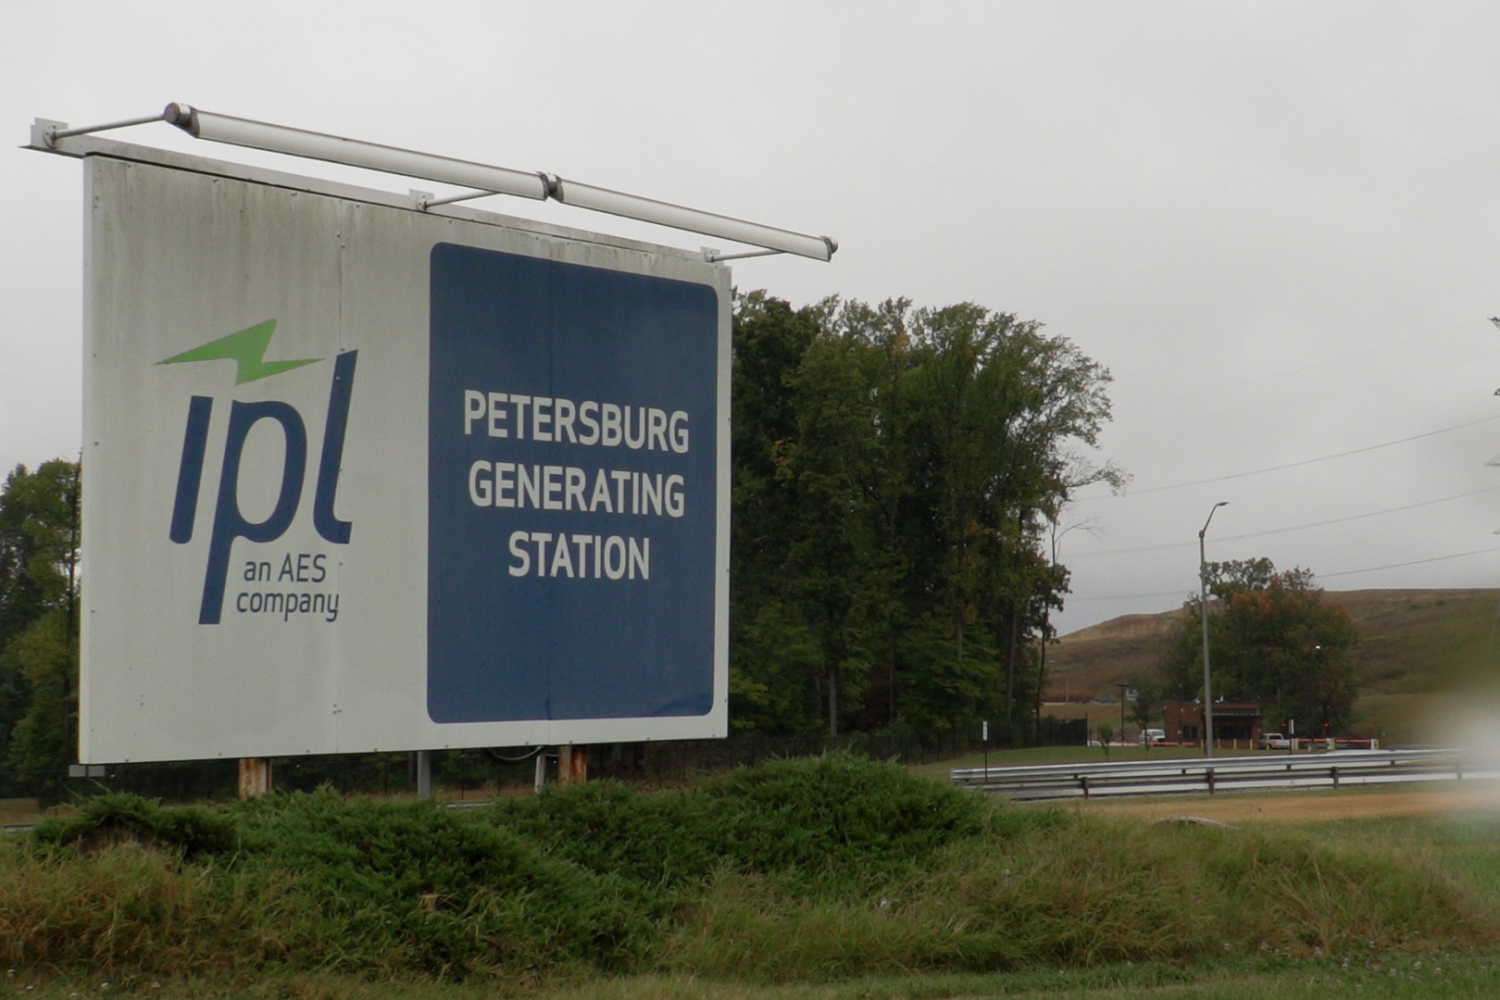 ipl
an AES
company
PETERSBURG
GENERATING
STATION